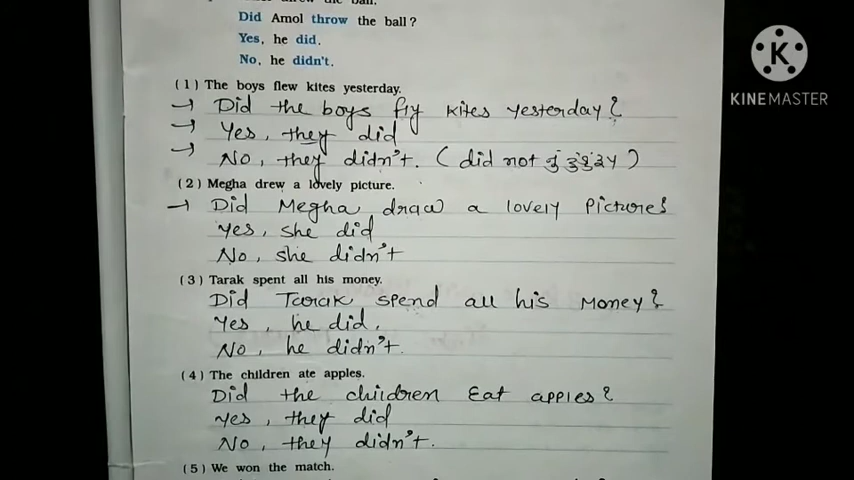 Did Amol throw the ball?
Yes, he did.
No, he didn't.
(1) The boys flew kites yesterday.
→ Did the boys fly kites yesterday?
→ Yes, they did
→ No, they didn't. (did not નું ટુંકુંરૂપ)
(2) Megha drew a lovely picture.
→ Did Megha draw a lovely Picture?
Yes, she did
No, she didn't
(3) Tarak spent all his money.
Did Tarak spend all his Money?
Yes, he did.
No, he didn't.
(4) The children ate apples.
Did the children Eat apples?
Yes, they did
No, they didn't.
(5) We won the match.
K
KINEMASTER